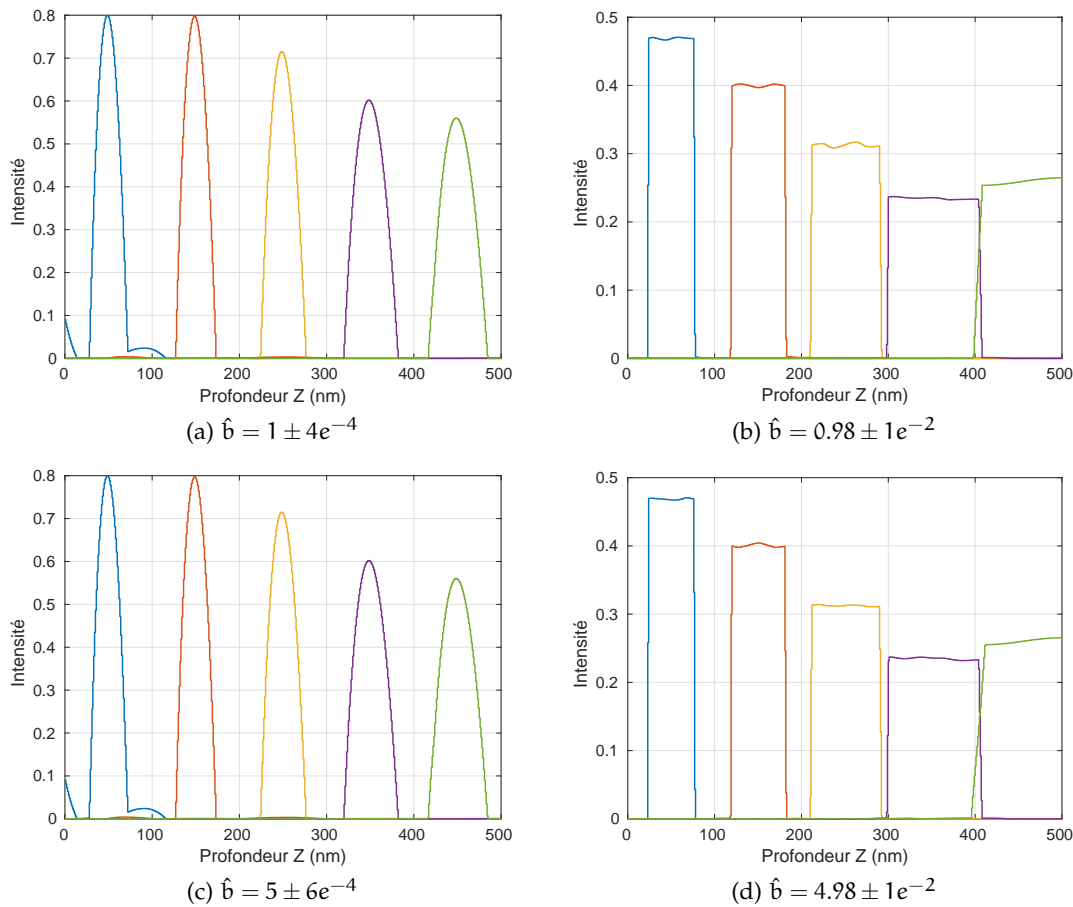 0.8
0.7
0.6
0.5
0.4
0.3
0.2
0.1
0
Intensité
0 100 200 300 400 500
Profondeur Z (nm)
(a) b̂ = 1 ± 4e⁻⁴
0.5
0.4
0.3
0.2
0.1
0
Intensité
0 100 200 300 400 500
Profondeur Z (nm)
(b) b̂ = 0.98 ± 1e⁻²
0.8
0.7
0.6
0.5
0.4
0.3
0.2
0.1
0
Intensité
0 100 200 300 400 500
Profondeur Z (nm)
(c) b̂ = 5 ± 6e⁻⁴
0.5
0.4
0.3
0.2
0.1
0
Intensité
0 100 200 300 400 500
Profondeur Z (nm)
(d) b̂ = 4.98 ± 1e⁻²